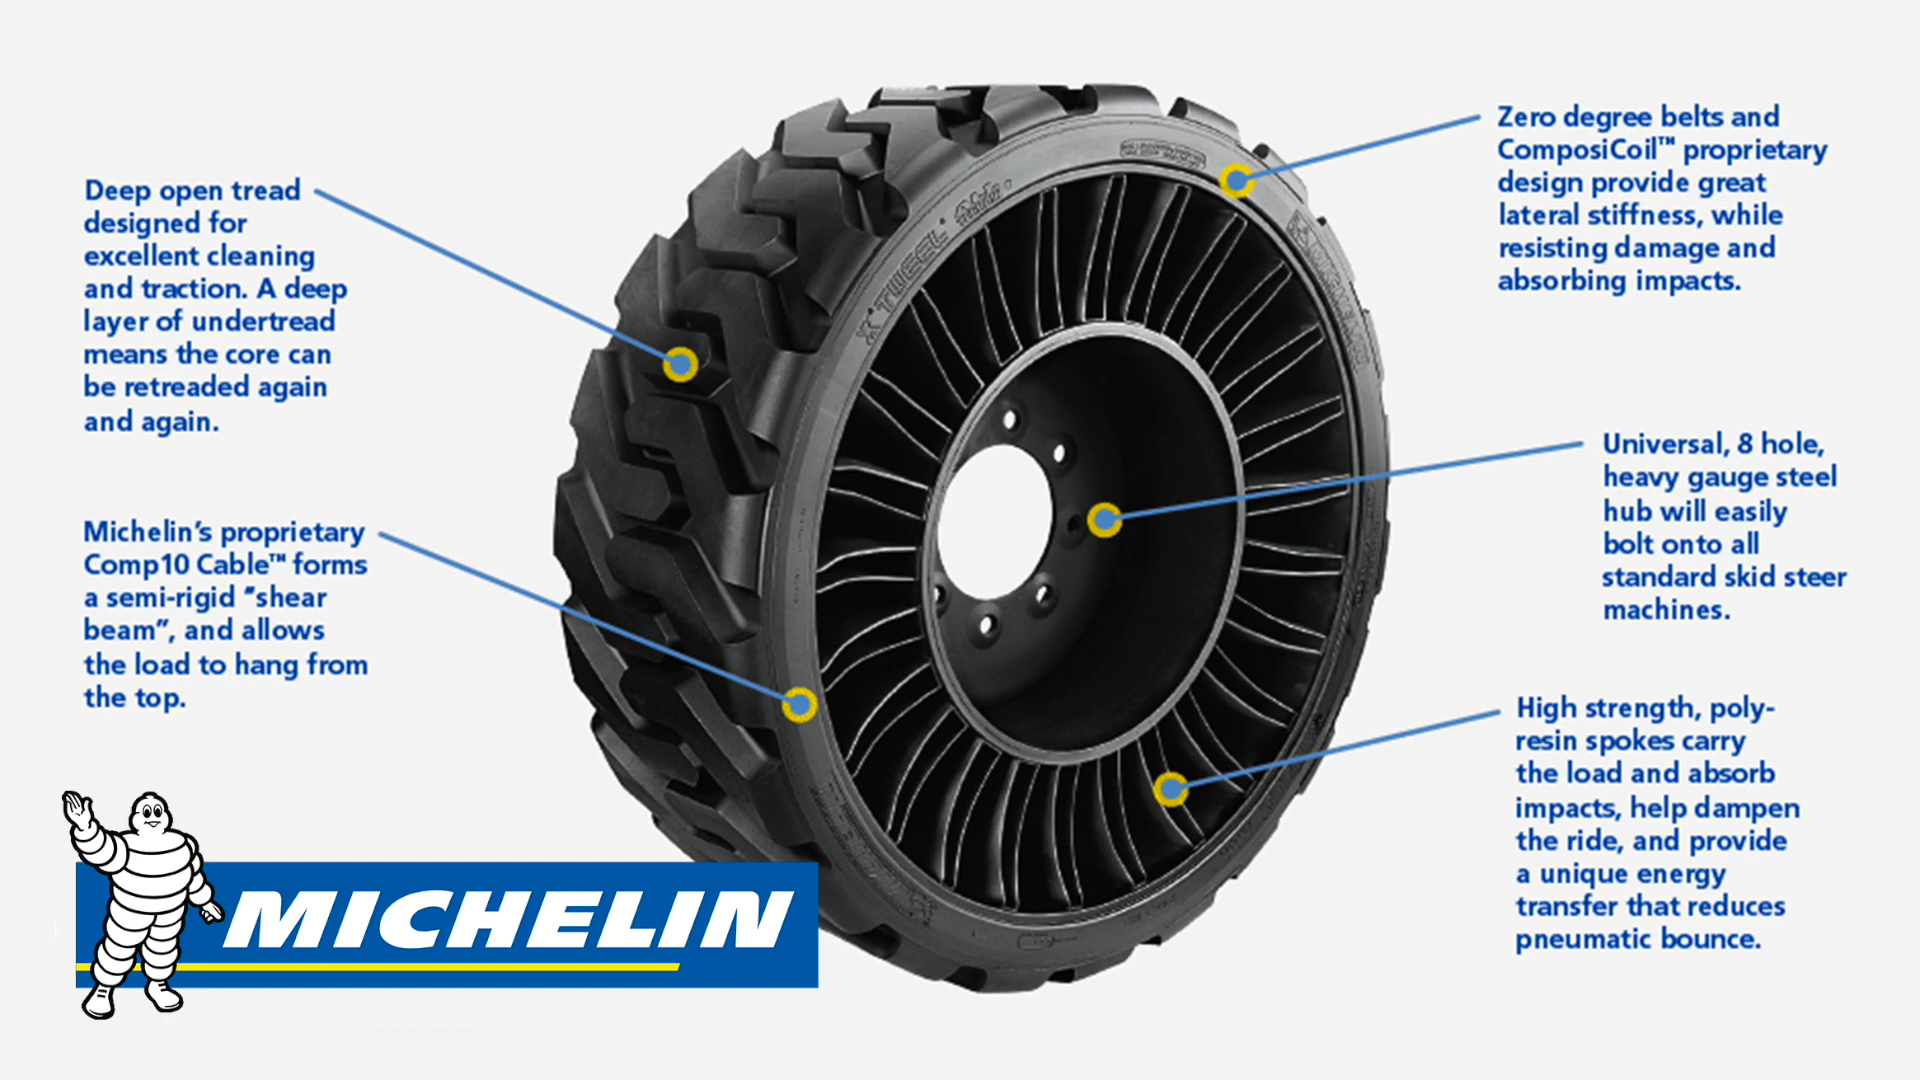 Deep open tread
designed for
excellent cleaning
and traction. A deep
layer of undertread
means the core can
be retreaded again
and again.
Michelin’s proprietary
Comp10 Cable™ forms
a semi-rigid “shear
beam”, and allows
the load to hang from
the top.
Zero degree belts and
ComposiCoil™ proprietary
design provide great
lateral stiffness, while
resisting damage and
absorbing impacts.
Universal, 8 hole,
heavy gauge steel
hub will easily
bolt onto all
standard skid steer
machines.
High strength, poly-
resin spokes carry
the load and absorb
impacts, help dampen
the ride, and provide
a unique energy
transfer that reduces
pneumatic bounce.
X TWEEL
MICHELIN
MICHELIN